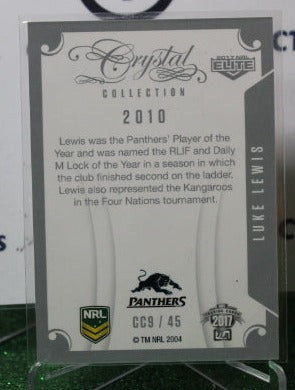 Crystal
COLLECTION
2017 NRL
ELITE
2010
Lewis was the Panthers' Player of the
Year and was named the RLIF and Dally
M Lock of the Year in a season in which
the club finished second on the ladder.
Lewis also represented the Kangaroos
in the Four Nations tournament.
LUKE LEWIS
NRL
PANTHERS
CC9 / 45
© TM NRL 2004
2017